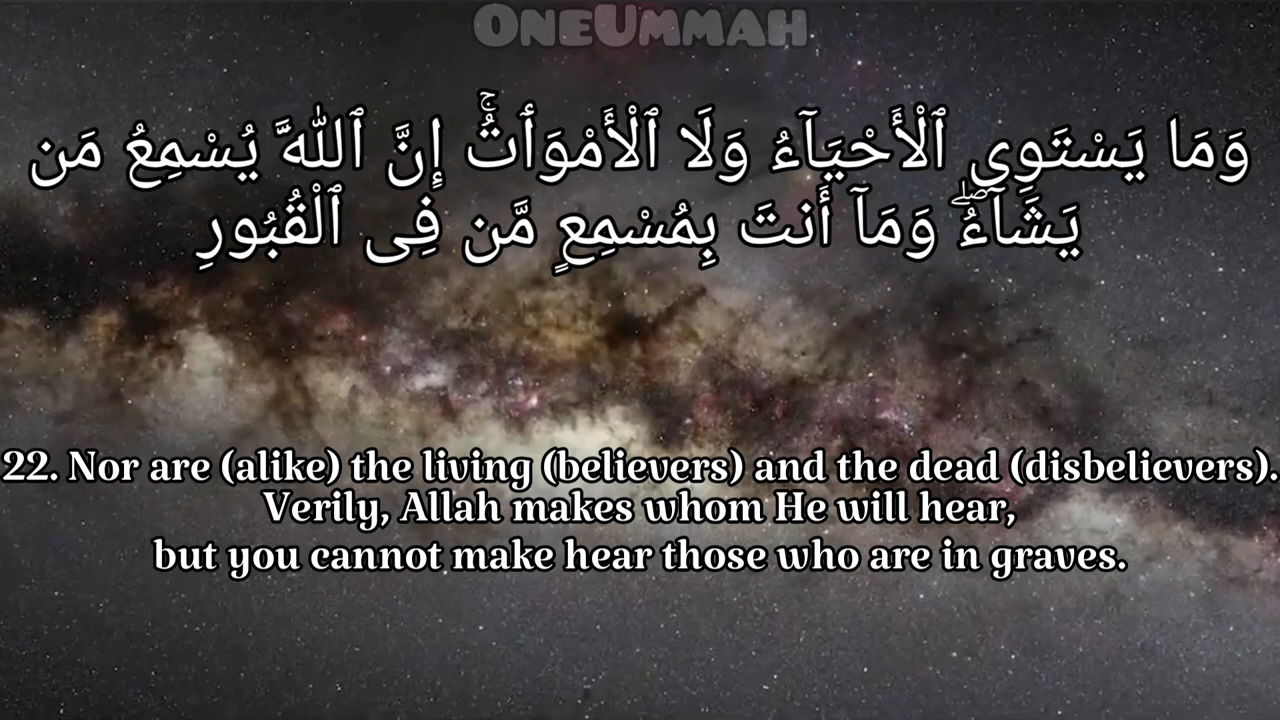 OneUmmah
وَمَا يَسْتَوِى ٱلْأَحْيَآءُ وَلَا ٱلْأَمْوَٲتُۚ إِنَّ ٱللَّهَ يُسْمِعُ مَن
يَشَآءُۖ وَمَآ أَنتَ بِمُسْمِعٍ مَّن فِى ٱلْقُبُورِ
22. Nor are (alike) the living (believers) and the dead (disbelievers).
Verily, Allah makes whom He will hear,
but you cannot make hear those who are in graves.